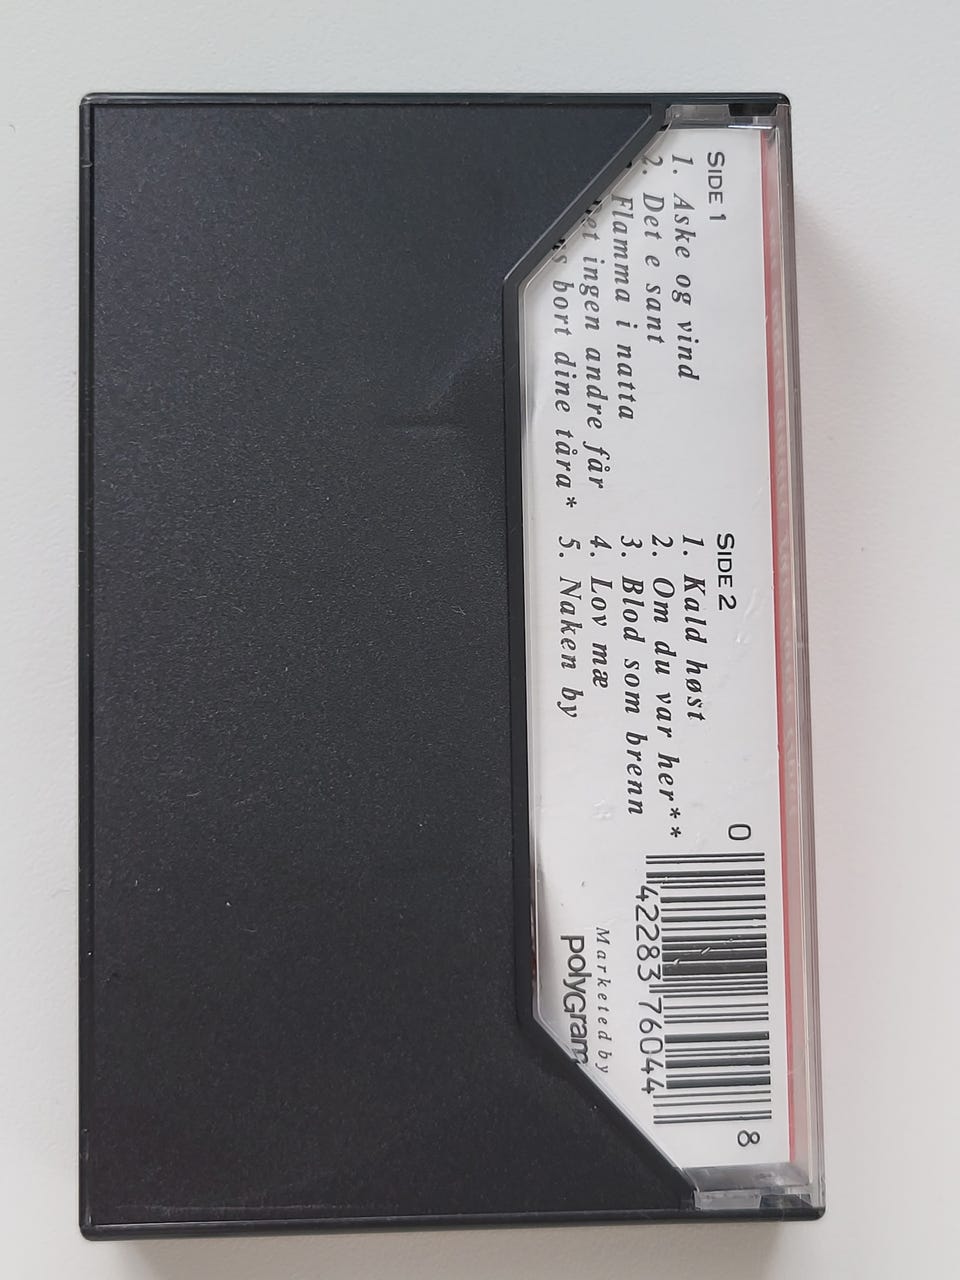 SIDE 1
1. Aske og vind
2. Det e sant
Flamma i natta
ingen andre får
bort dine tåra*
SIDE 2
1. Kald høst
2. Om du var her**
3. Blod som brenn
4. Lov mæ
5. Naken by
0 42283 76044 8
Marketed by
polyGram